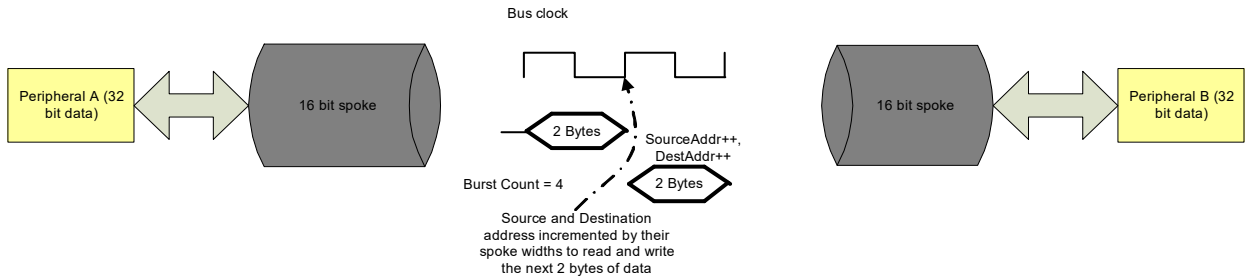 Bus clock
Peripheral A (32
bit data)
16 bit spoke
16 bit spoke
Peripheral B (32
bit data)
2 Bytes
SourceAddr++,
DestAddr++
Burst Count = 4
2 Bytes
Source and Destination
address incremented by their
spoke widths to read and write
the next 2 bytes of data